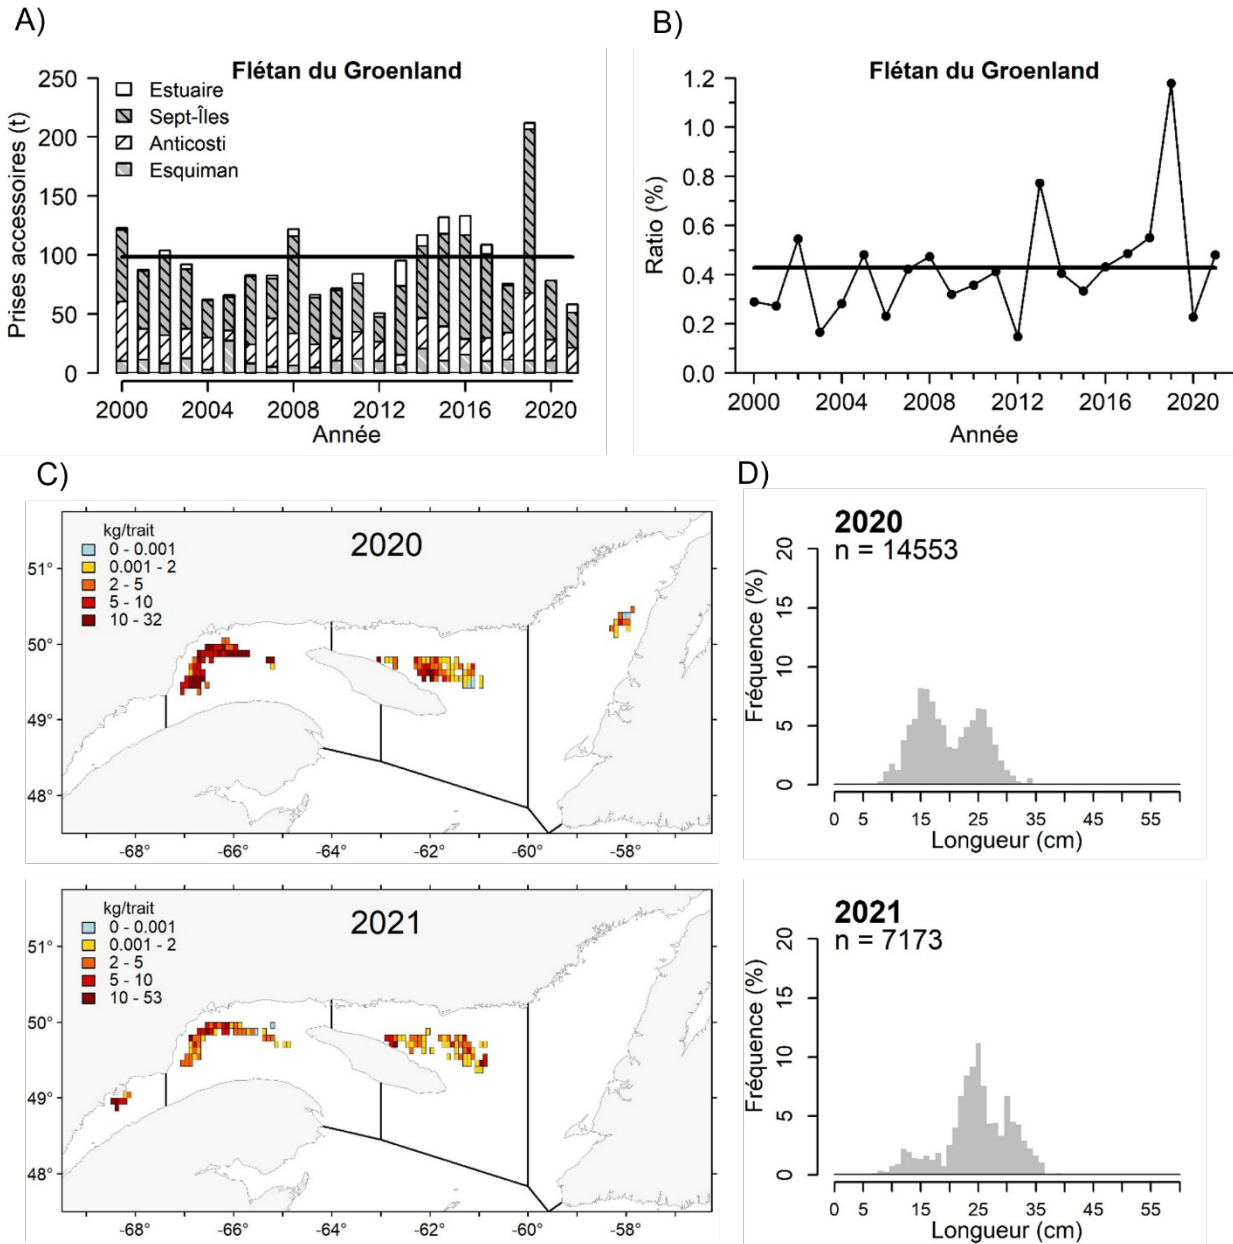 A)
Flétan du Groenland
Prises accessoires (t)
250
200
150
100
50
0
Estuaire
Sept-Îles
Anticosti
Esquiman
2000 2004 2008 2012 2016 2020
Année
B)
Flétan du Groenland
Ratio (%)
1.2
1.0
0.8
0.6
0.4
0.2
0.0
2000 2004 2008 2012 2016 2020
Année
C)
kg/trait
0 - 0.001
0.001 - 2
2 - 5
5 - 10
10 - 32
2020
51°
50°
49°
48°
-68° -66° -64° -62° -60° -58°
D)
2020
n = 14553
Fréquence (%)
20
15
10
5
0
0 5 15 25 35 45 55
Longueur (cm)
kg/trait
0 - 0.001
0.001 - 2
2 - 5
5 - 10
10 - 53
2021
51°
50°
49°
48°
-68° -66° -64° -62° -60° -58°
2021
n = 7173
Fréquence (%)
20
15
10
5
0
0 5 15 25 35 45 55
Longueur (cm)